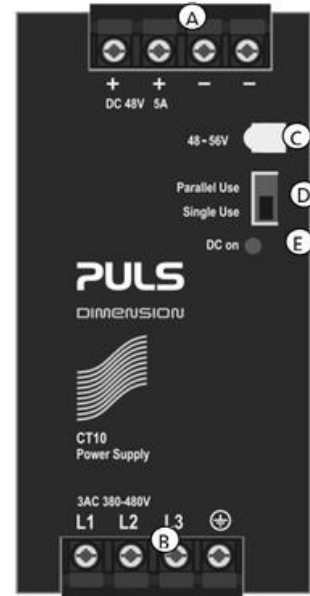 A
+ + – –
DC 48V 5A
48-56V
C
Parallel Use
D
Single Use
DC on
E
PULS
DIMENSION
CT10
Power Supply
3AC 380-480V
L1 L2 L3
B